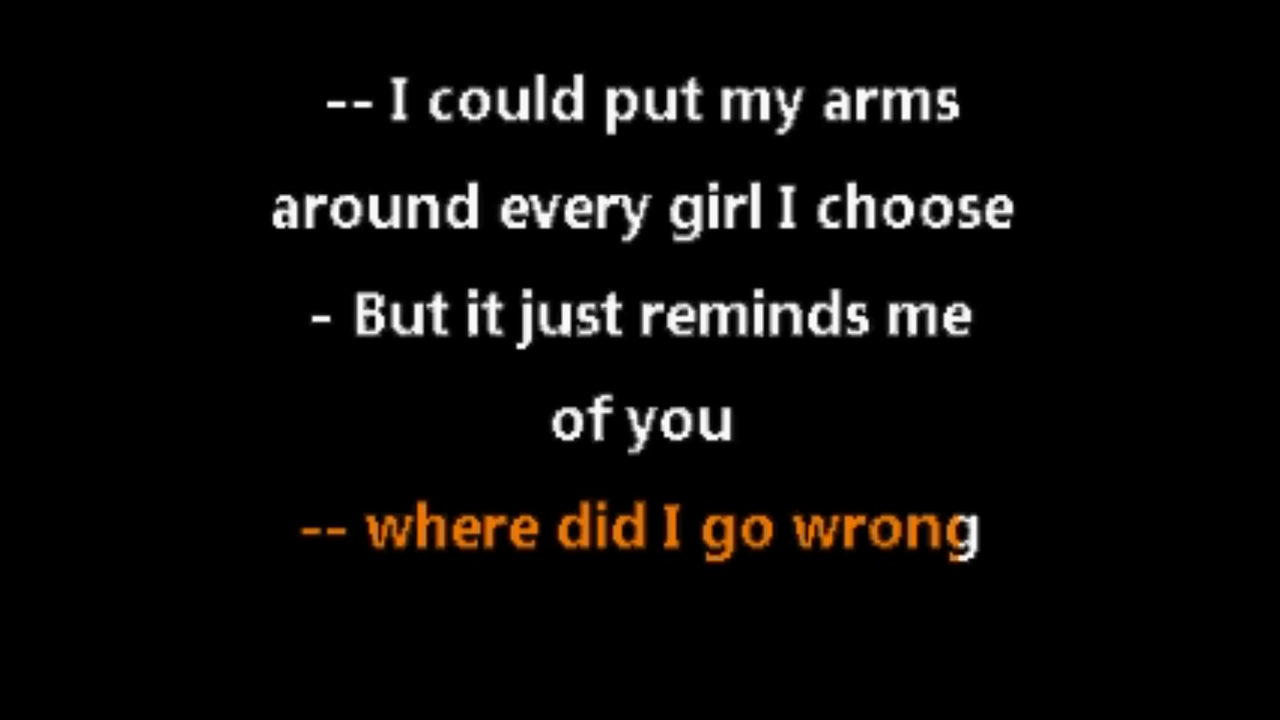 -- I could put my arms
around every girl I choose
- But it just reminds me
of you
-- where did I go wrong